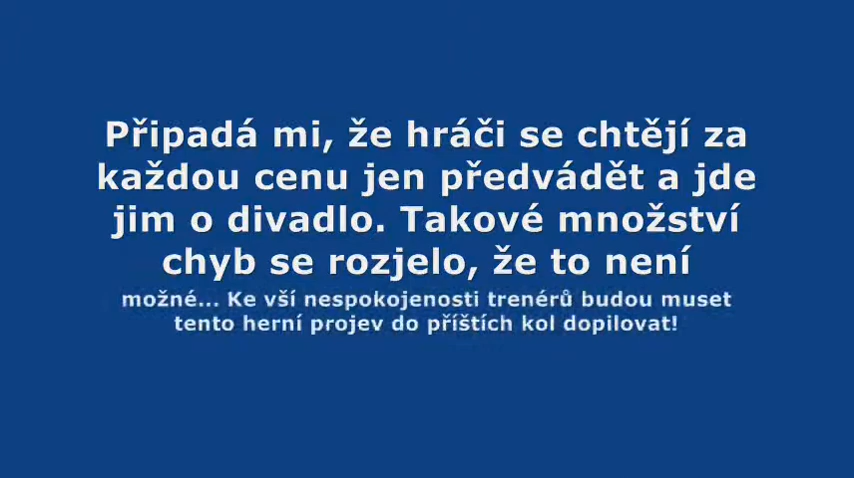 Připadá mi, že hráči se chtějí za
každou cenu jen předvádět a jde
jim o divadlo. Takové množství
chyb se rozjelo, že to není
možné... Ke vší nespokojenosti trenérů budou muset
tento herní projev do příštích kol dopilovat!